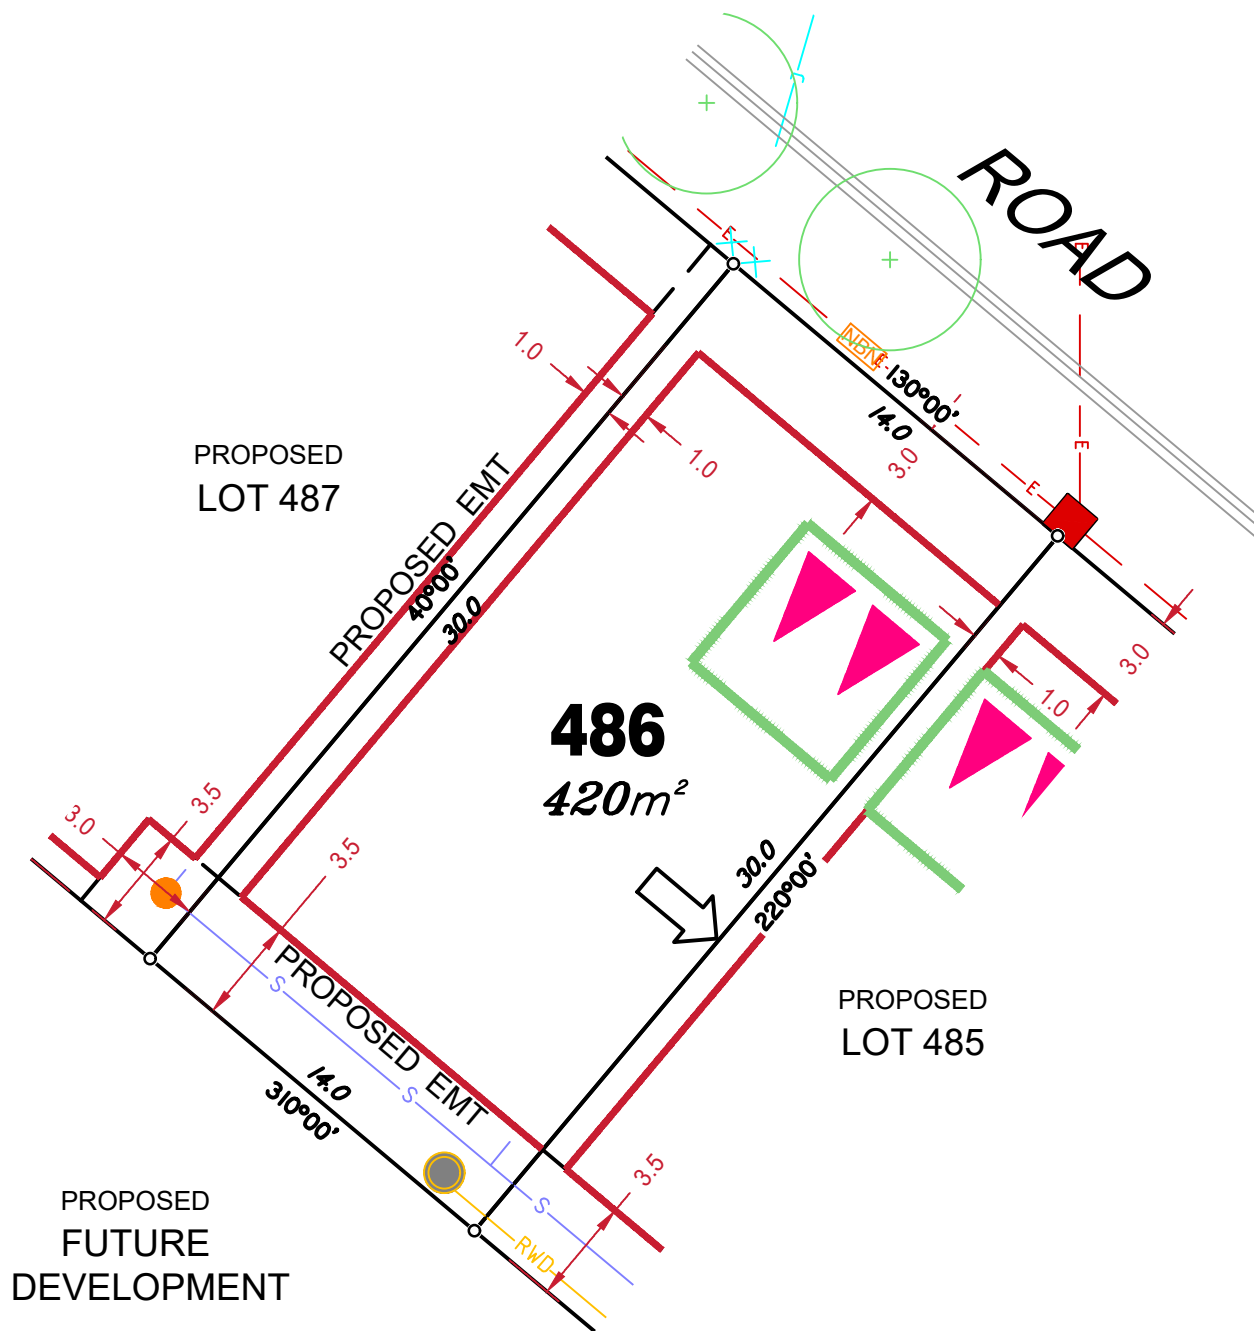 ROAD
E
E
NBN
E
130°00'
14.0
3.0
E
E
1.0
1.0
PROPOSED
LOT 487
PROPOSED EMT
40°00'
30.0
3.0
1.0
486
420m²
3.0
3.5
3.5
30.0
220°00'
PROPOSED
LOT 485
PROPOSED EMT
S
S
S
14.0
310°00'
3.5
RWD
PROPOSED
FUTURE
DEVELOPMENT